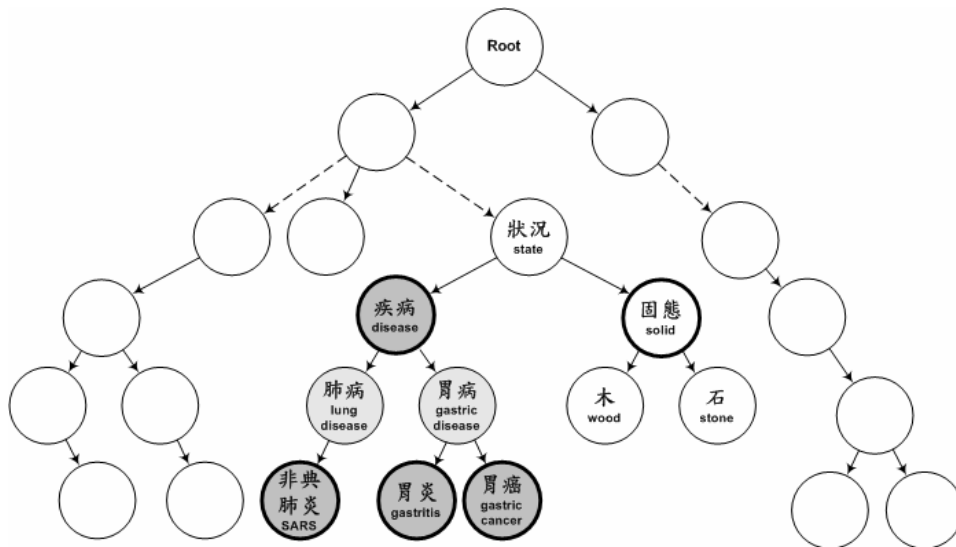 Root
狀況
state
疾病
disease
固態
solid
肺病
lung
disease
胃病
gastric
disease
木
wood
石
stone
非典
肺炎
SARS
胃炎
gastritis
胃癌
gastric
cancer